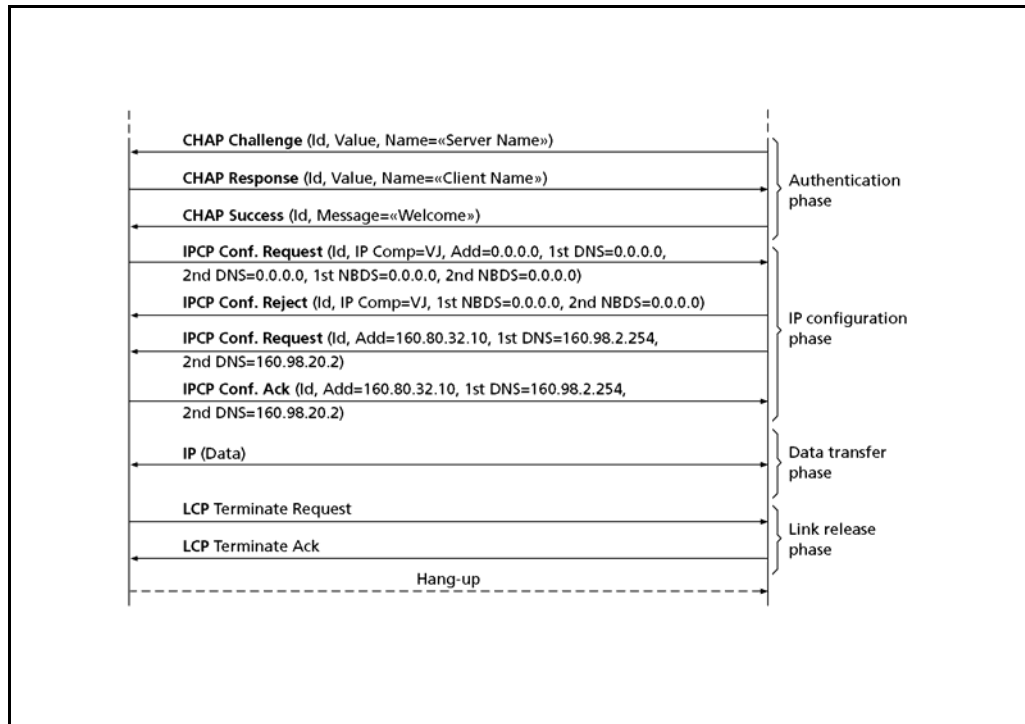 CHAP Challenge (Id, Value, Name=«Server Name»)
CHAP Response (Id, Value, Name=«Client Name»)
Authentication
phase
CHAP Success (Id, Message=«Welcome»)
IPCP Conf. Request (Id, IP Comp=VJ, Add=0.0.0.0, 1st DNS=0.0.0.0,
2nd DNS=0.0.0.0, 1st NBDS=0.0.0.0, 2nd NBDS=0.0.0.0)
IPCP Conf. Reject (Id, IP Comp=VJ, 1st NBDS=0.0.0.0, 2nd NBDS=0.0.0.0)
IP configuration
phase
IPCP Conf. Request (Id, Add=160.80.32.10, 1st DNS=160.98.2.254,
2nd DNS=160.98.20.2)
IPCP Conf. Ack (Id, Add=160.80.32.10, 1st DNS=160.98.2.254,
2nd DNS=160.98.20.2)
IP (Data)
Data transfer
phase
LCP Terminate Request
Link release
phase
LCP Terminate Ack
Hang-up